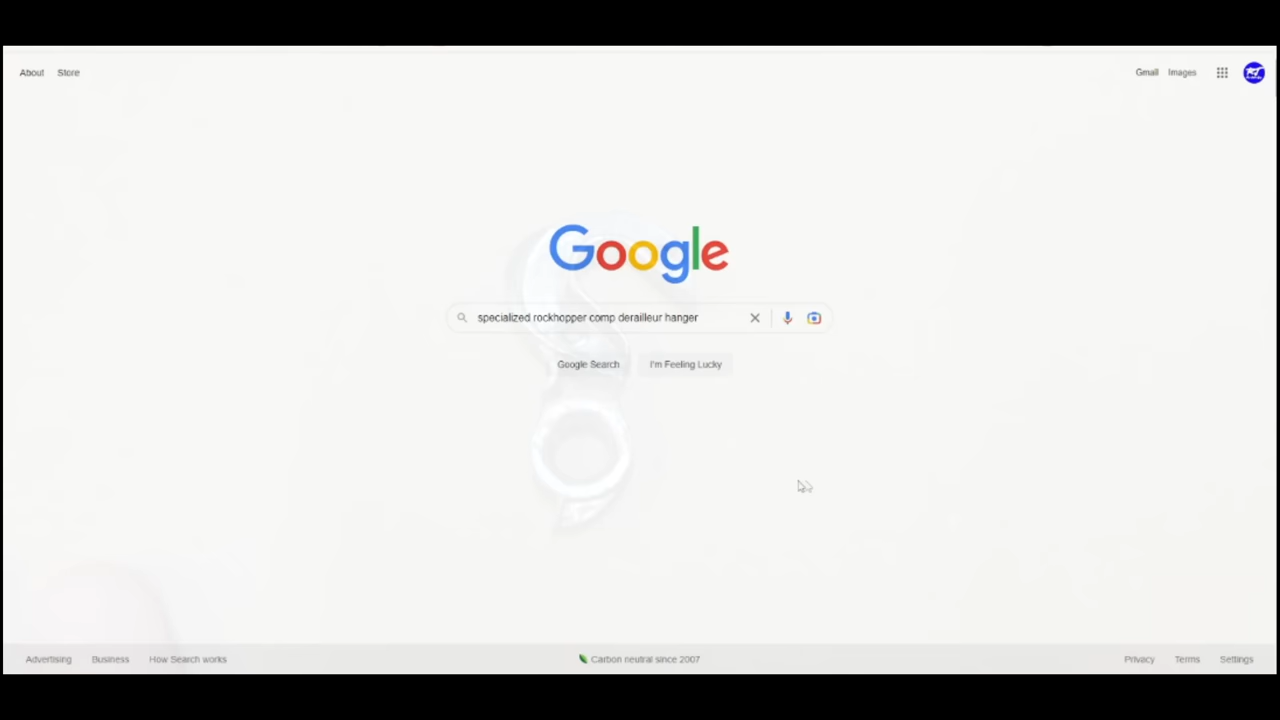 About Store
Gmail Images
Google
specialized rockhopper comp derailleur hanger
Google Search I'm Feeling Lucky
Advertising Business How Search works
Carbon neutral since 2007
Privacy Terms Settings